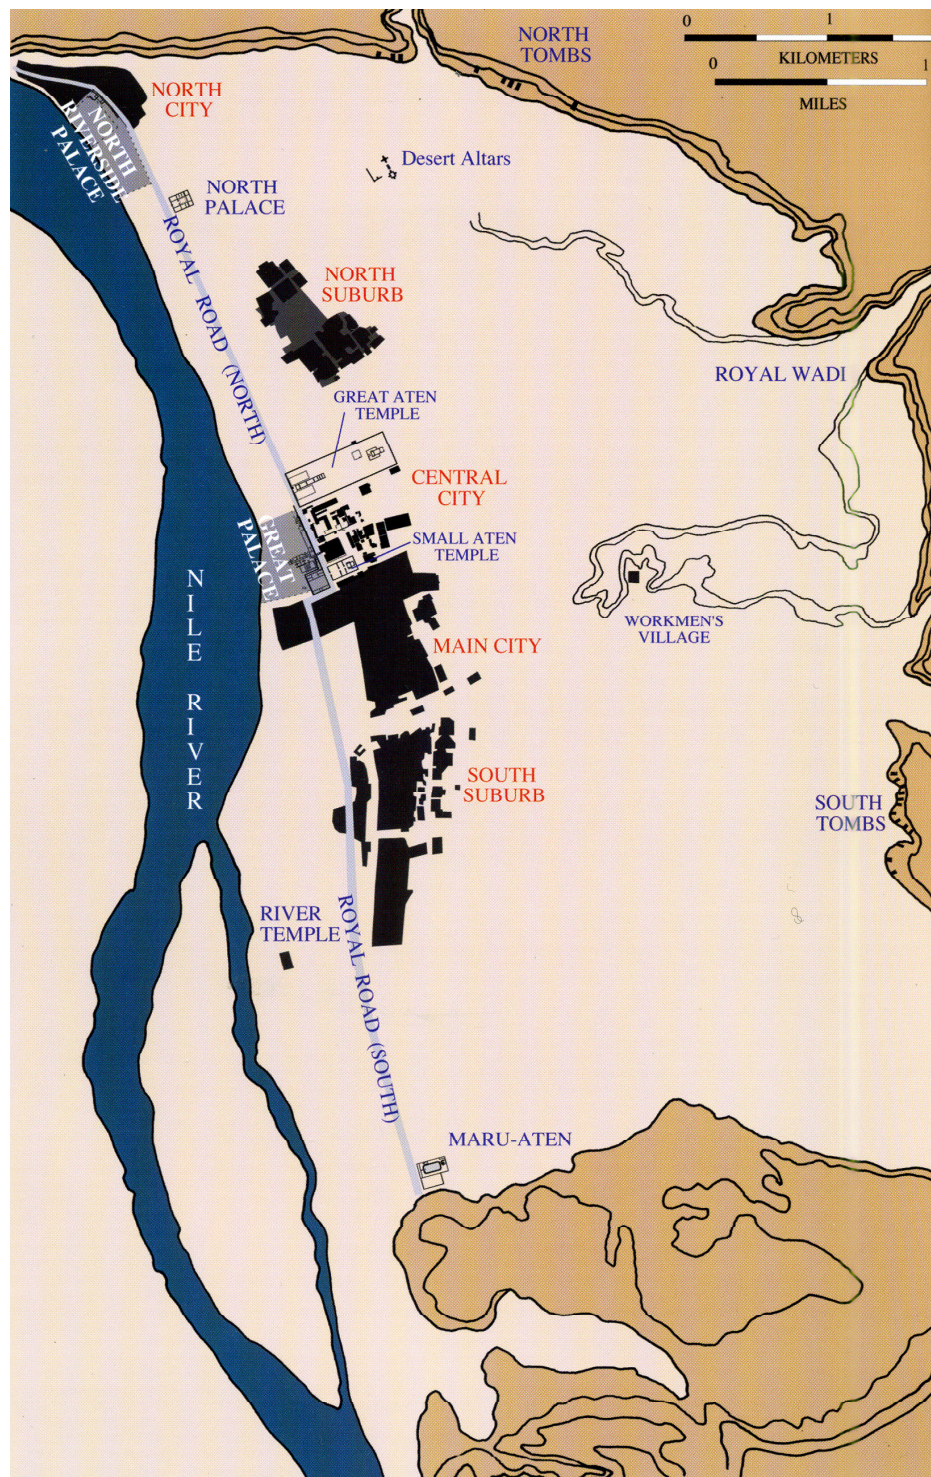 0 1
KILOMETERS
0 1
MILES
NORTH
TOMBS
NORTH
CITY
NORTH
RIVERSIDE
PALACE
Desert Altars
NORTH
PALACE
ROYAL ROAD (NORTH)
NORTH
SUBURB
ROYAL WADI
GREAT ATEN
TEMPLE
CENTRAL
CITY
GREAT
PALACE
SMALL ATEN
TEMPLE
NILE RIVER
WORKMEN'S
VILLAGE
MAIN CITY
SOUTH
SUBURB
SOUTH
TOMBS
RIVER
TEMPLE
ROYAL ROAD (SOUTH)
MARU-ATEN